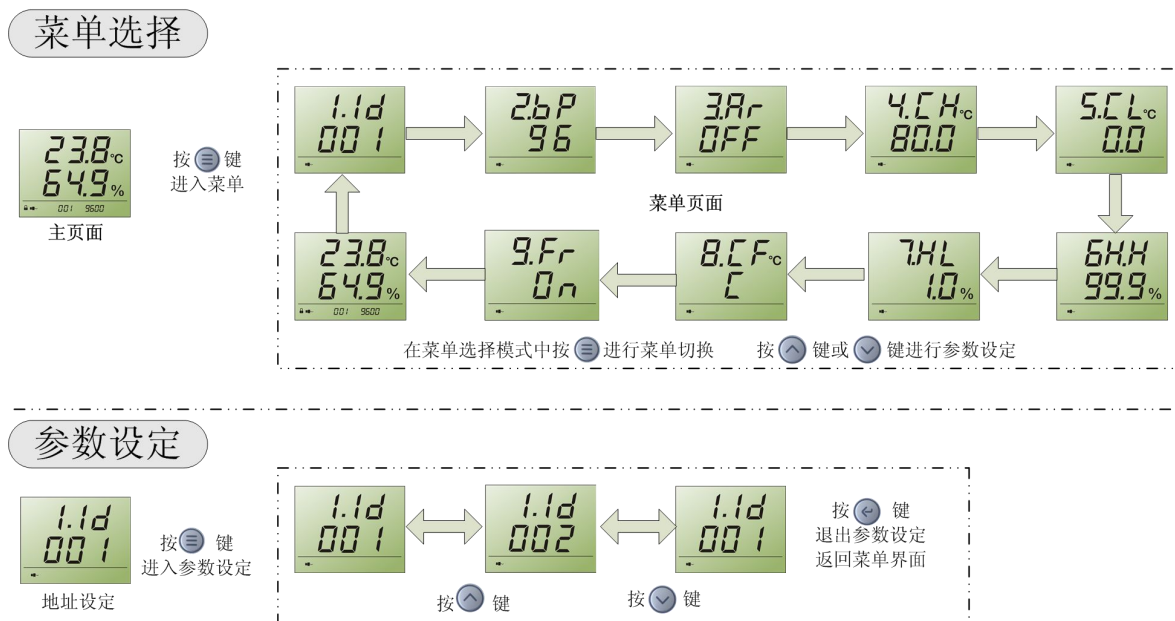 菜单选择
23.8℃
64.9%
001 9600
主页面
按 键
进入菜单
1.Id
001
2.bP
96
3.Ar
OFF
4.CH℃
80.0
5.CL℃
0.0
菜单页面
23.8℃
64.9%
001 9600
9.Fr
On
8.CF℃
C
7.HL
1.0%
6.H.H
99.9%
在菜单选择模式中按 进行菜单切换
按 键或 键进行参数设定
参数设定
1.Id
001
地址设定
按 键
进入参数设定
1.Id
001
1.Id
002
1.Id
001
按 键
按 键
按 键
退出参数设定
返回菜单界面